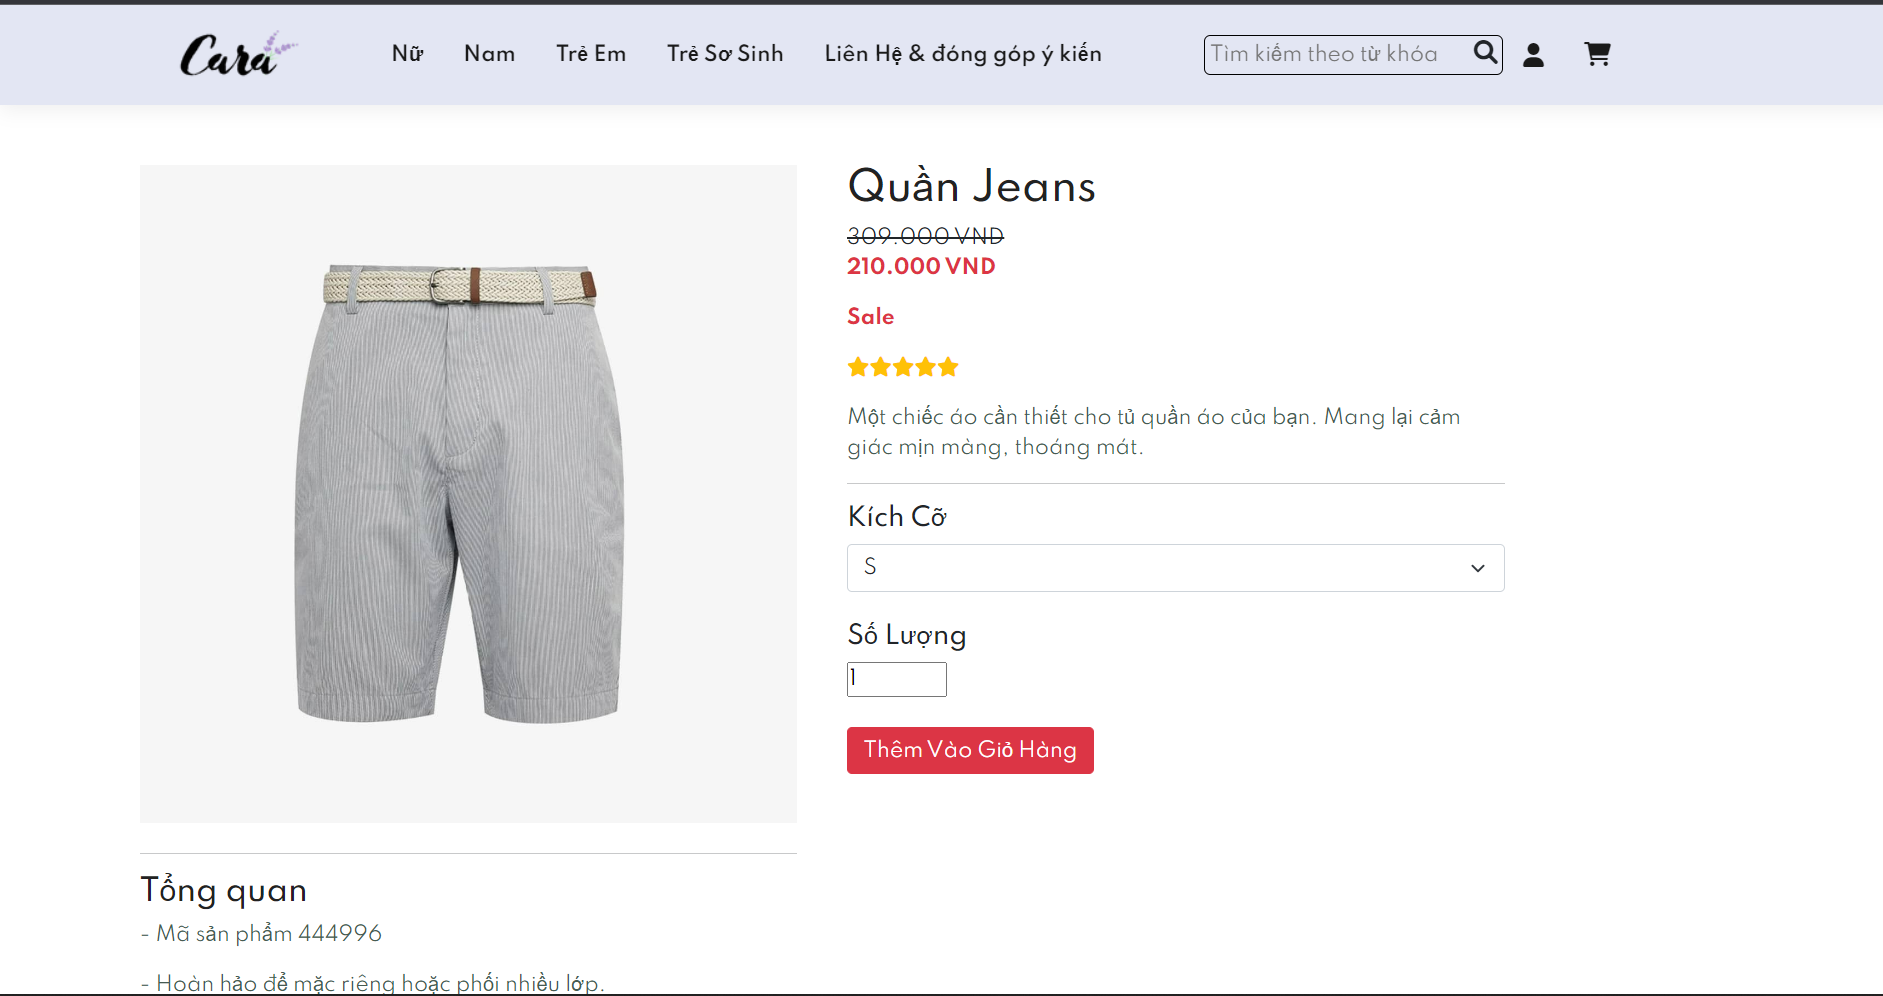 Cara
Nữ Nam Trẻ Em Trẻ Sơ Sinh Liên Hệ & đóng góp ý kiến Tìm kiếm theo từ khóa
Quần Jeans
309.000 VND
210.000 VND
Sale
Một chiếc áo cần thiết cho tủ quần áo của bạn. Mang lại cảm
giác mịn màng, thoáng mát.
Kích Cỡ
S
Số Lượng
1
Thêm Vào Giỏ Hàng
Tổng quan
- Mã sản phẩm 444996
- Hoàn hảo để mặc riêng hoặc phối nhiều lớp.